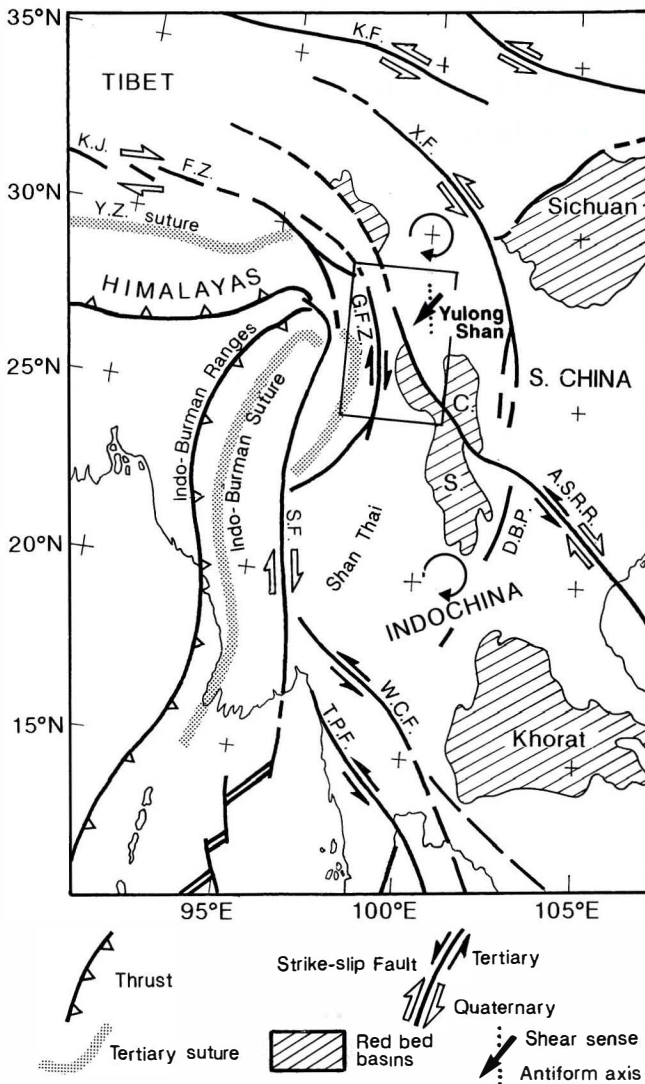 35°N
K.F.
TIBET
X.F.
K.J.
F.Z.
30°N
Sichuan
Y.Z. suture
HIMALAYAS
G.F.Z.
Yulong
Shan
25°N
Indo-Burman Ranges
Indo-Burman Suture
S. CHINA
C.
S.
A.S.R.R.
D.B.P.
S.F.
Shan Thai
20°N
INDOCHINA
W.C.F.
T.P.F.
15°N
Khorat
95°E
100°E
105°E
Thrust
Strike-slip Fault
Tertiary
Quaternary
Tertiary suture
Red bed
basins
Shear sense
Antiform axis